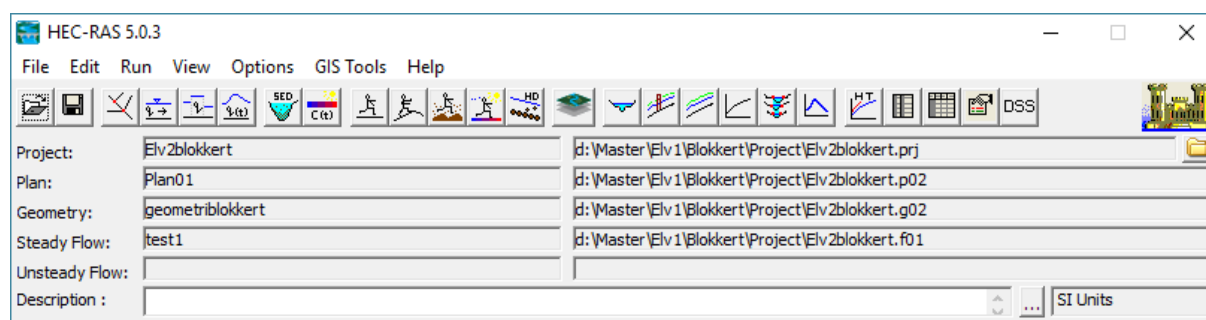 HEC-RAS 5.0.3
File Edit Run View Options GIS Tools Help
SED C(t) HD HT DSS
Project: Elv2blokkert d:\Master\Elv1\Blokkert\Project\Elv2blokkert.prj
Plan: Plan01 d:\Master\Elv1\Blokkert\Project\Elv2blokkert.p02
Geometry: geometriblokkert d:\Master\Elv1\Blokkert\Project\Elv2blokkert.g02
Steady Flow: test1 d:\Master\Elv1\Blokkert\Project\Elv2blokkert.f01
Unsteady Flow:
Description : ... SI Units